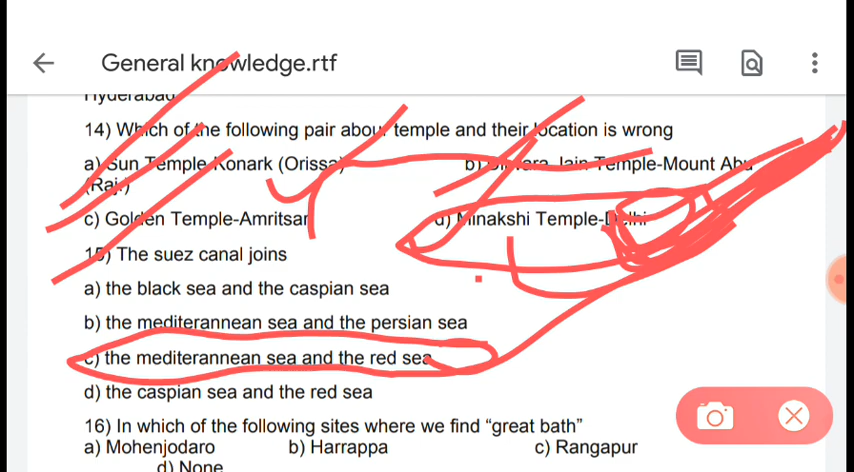 General knowledge.rtf
Hyderabad
14) Which of the following pair about temple and their location is wrong
a) Sun Temple-Konark (Orissa) b) Jain Temple-Mount Abu
(Raj.)
c) Golden Temple-Amritsar d) Minakshi Temple-Delhi
15) The suez canal joins
a) the black sea and the caspian sea
b) the mediterannean sea and the persian sea
c) the mediterannean sea and the red sea
d) the caspian sea and the red sea
16) In which of the following sites where we find “great bath”
a) Mohenjodaro b) Harrappa c) Rangapur
d) None